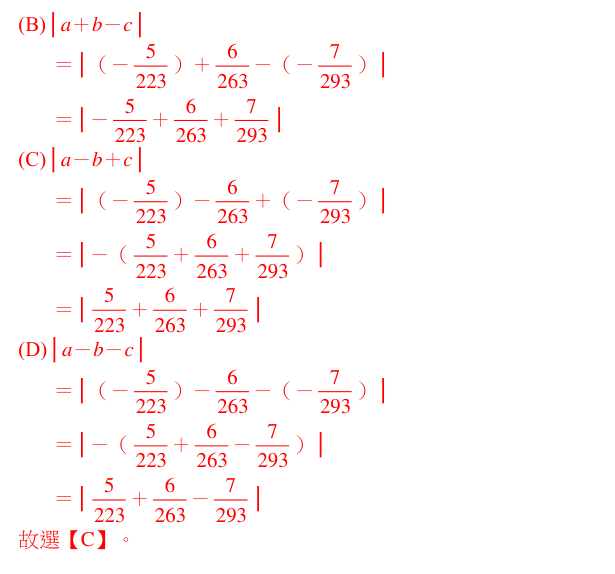 (B)|a+b−c|
=|(−5/223)+6/263−(−7/293)|
=|−5/223+6/263+7/293|
(C)|a−b+c|
=|(−5/223)−6/263+(−7/293)|
=|−(5/223+6/263+7/293)|
=|5/223+6/263+7/293|
(D)|a−b−c|
=|(−5/223)−6/263−(−7/293)|
=|−(5/223+6/263−7/293)|
=|5/223+6/263−7/293|
故選【C】。